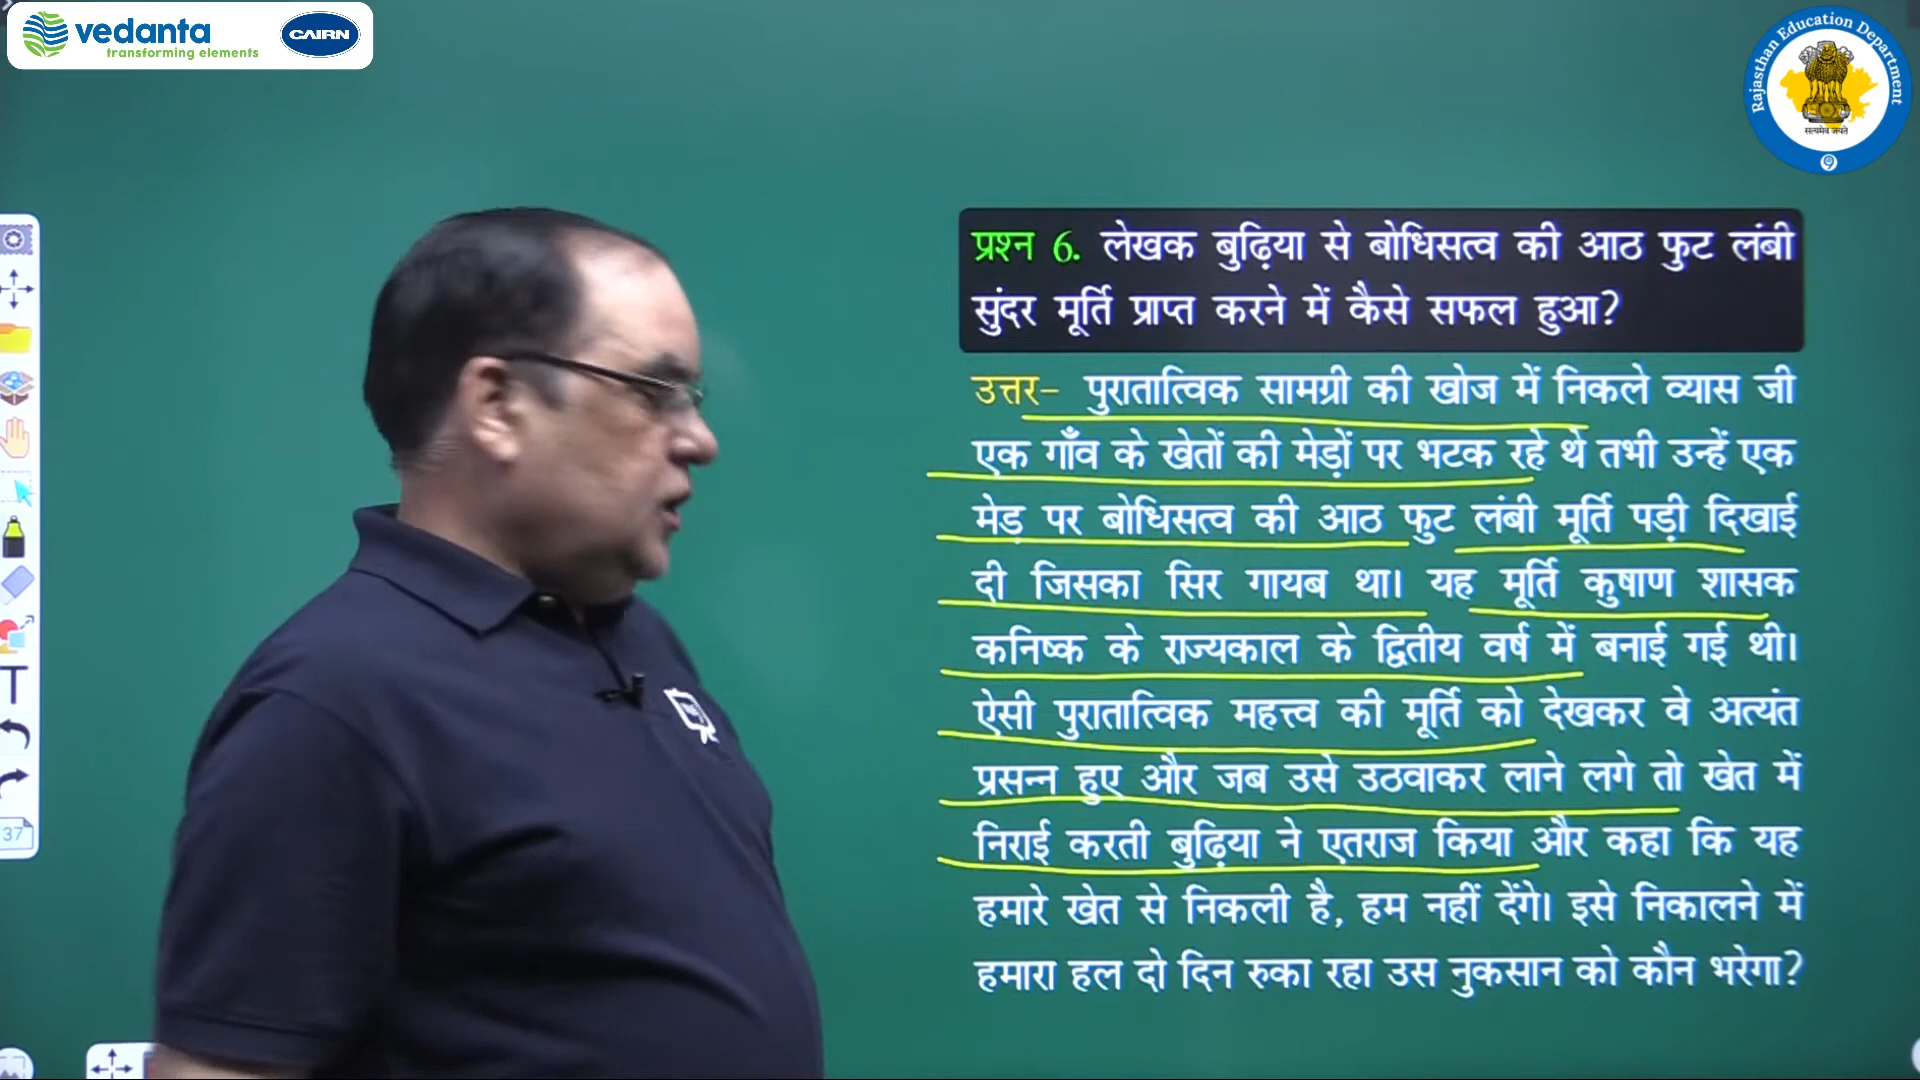 vedanta
transforming elements
CAIRN
Rajasthan Education Department
सत्यमेव जयते
प्रश्न 6. लेखक बुढ़िया से बोधिसत्व की आठ फुट लंबी
सुंदर मूर्ति प्राप्त करने में कैसे सफल हुआ?
उत्तर- पुरातात्विक सामग्री की खोज में निकले व्यास जी
एक गाँव के खेतों की मेड़ों पर भटक रहे थे तभी उन्हें एक
मेड़ पर बोधिसत्व की आठ फुट लंबी मूर्ति पड़ी दिखाई
दी जिसका सिर गायब था। यह मूर्ति कुषाण शासक
कनिष्क के राज्यकाल के द्वितीय वर्ष में बनाई गई थी।
ऐसी पुरातात्विक महत्त्व की मूर्ति को देखकर वे अत्यंत
प्रसन्न हुए और जब उसे उठवाकर लाने लगे तो खेत में
निराई करती बुढ़िया ने एतराज किया और कहा कि यह
हमारे खेत से निकली है, हम नहीं देंगे। इसे निकालने में
हमारा हल दो दिन रुका रहा उस नुकसान को कौन भरेगा?
T
37